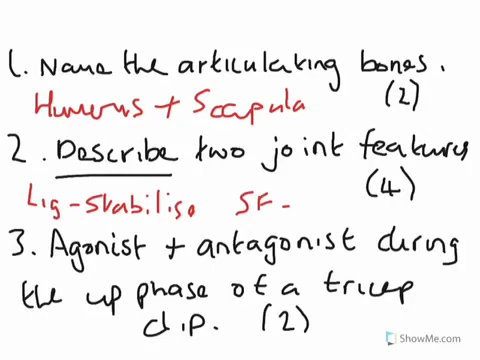 1. Name the articulating bones.
Humerus + Scapula (2)
2. Describe two joint features
(4)
Lig-Stabilise SF -
3. Agonist + antagonist during
the up phase of a tricep
dip. (2)
ShowMe.com